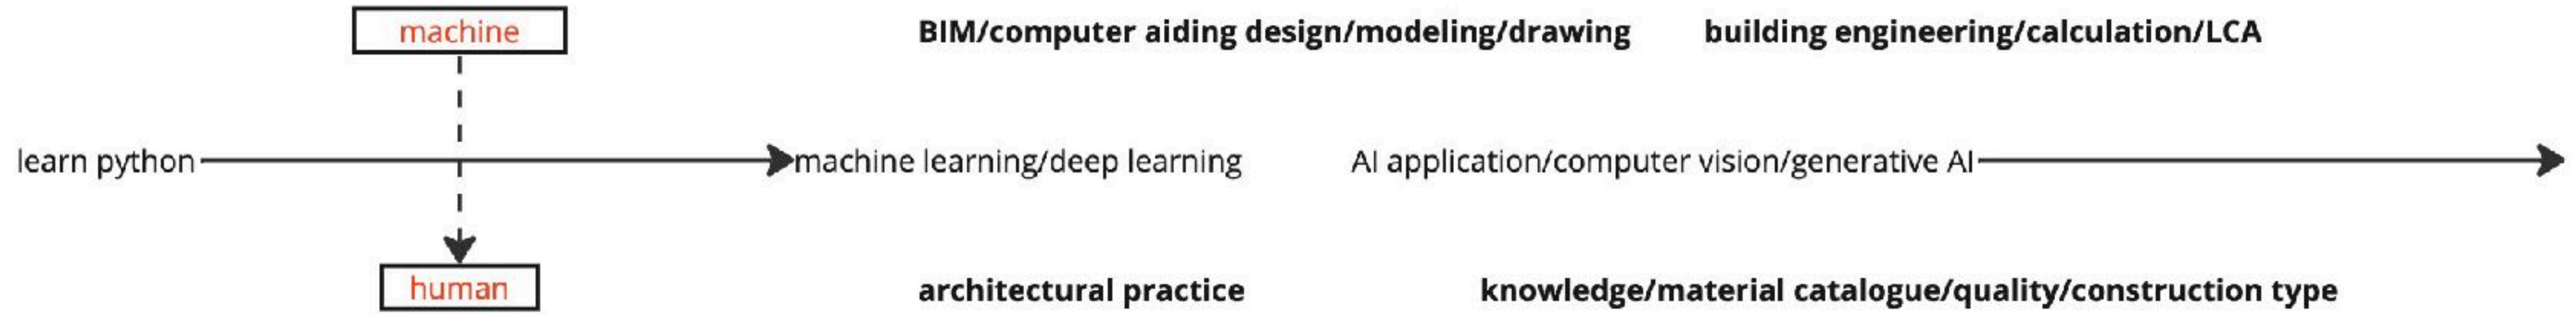 machine
BIM/computer aiding design/modeling/drawing
building engineering/calculation/LCA
learn python
machine learning/deep learning
AI application/computer vision/generative AI
human
architectural practice
knowledge/material catalogue/quality/construction type